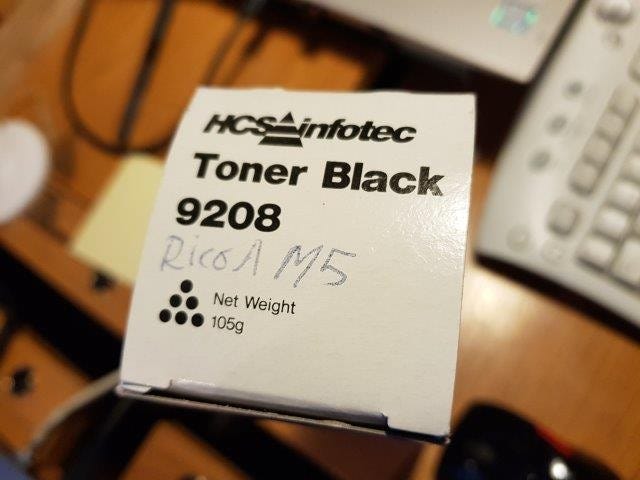 HCS infotec
Toner Black
9208
Ricoh M5
Net Weight
105g